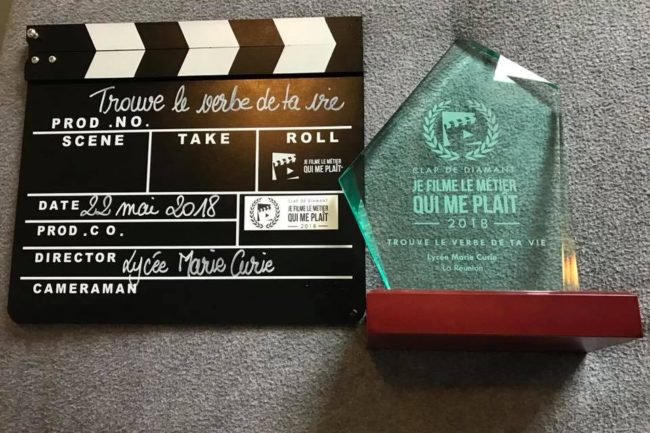 Trouve le verbe de ta vie
PROD .NO.
SCENE TAKE ROLL
JE FILME LE MÉTIER
QUI ME PLAÎT
DATE 22 mai 2018
CLAP DE DIAMANT
JE FILME LE MÉTIER
QUI ME PLAÎT
2018
PROD.CO.
DIRECTOR Lycée Marie Curie
CAMERAMAN
CLAP DE DIAMANT
JE FILME LE MÉTIER
QUI ME PLAÎT
2018
TROUVE LE VERBE DE TA VIE
Lycée Marie Curie
La Réunion